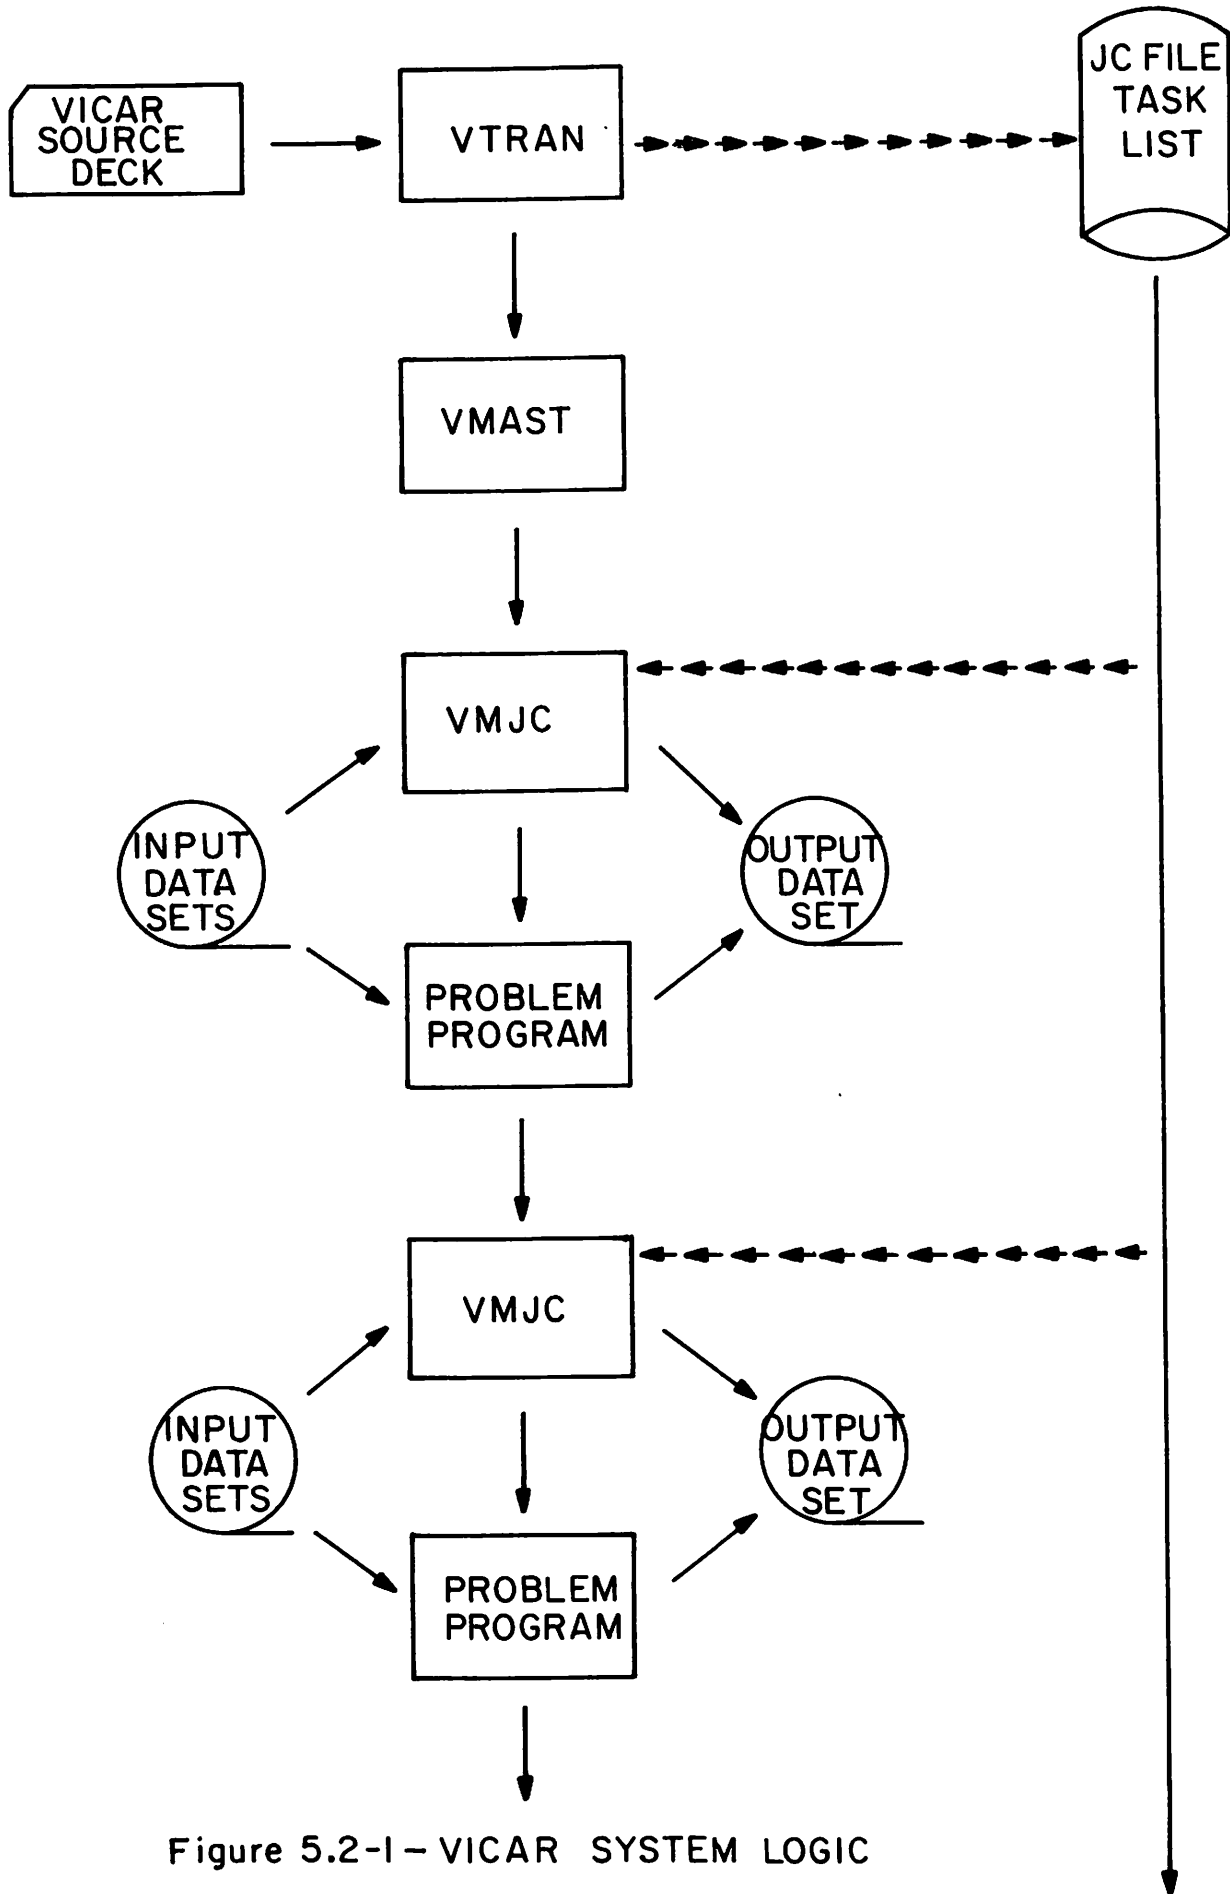 VICAR
SOURCE
DECK
VTRAN
JC FILE
TASK
LIST
VMAST
VMJC
INPUT
DATA
SETS
OUTPUT
DATA
SET
PROBLEM
PROGRAM
VMJC
INPUT
DATA
SETS
OUTPUT
DATA
SET
PROBLEM
PROGRAM
Figure 5.2-1 – VICAR SYSTEM LOGIC